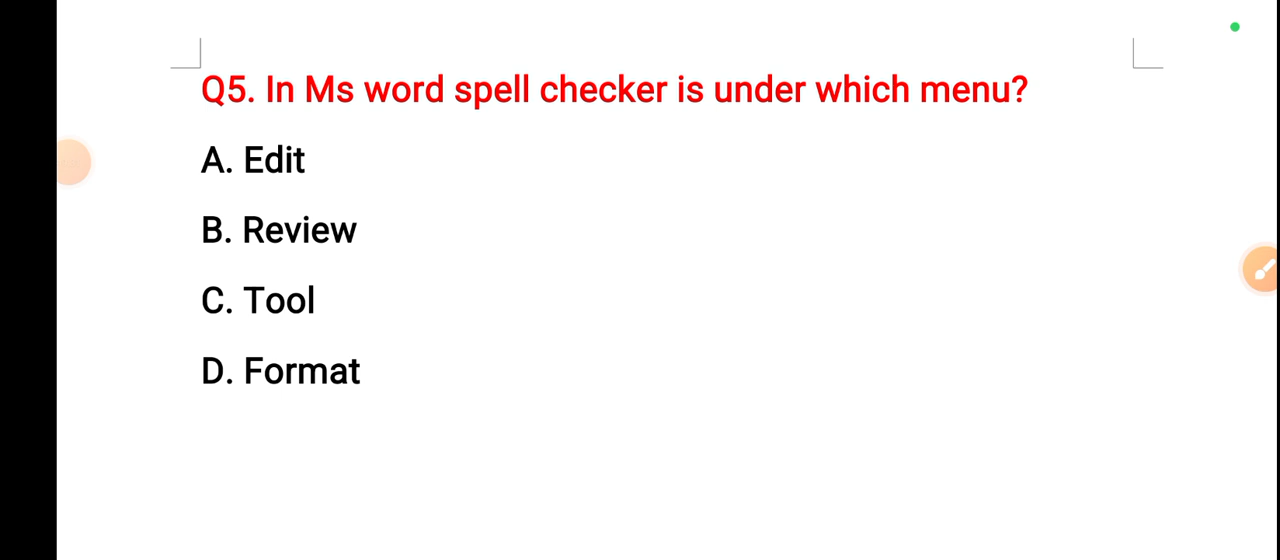 Q5. In Ms word spell checker is under which menu?
A. Edit
B. Review
C. Tool
D. Format